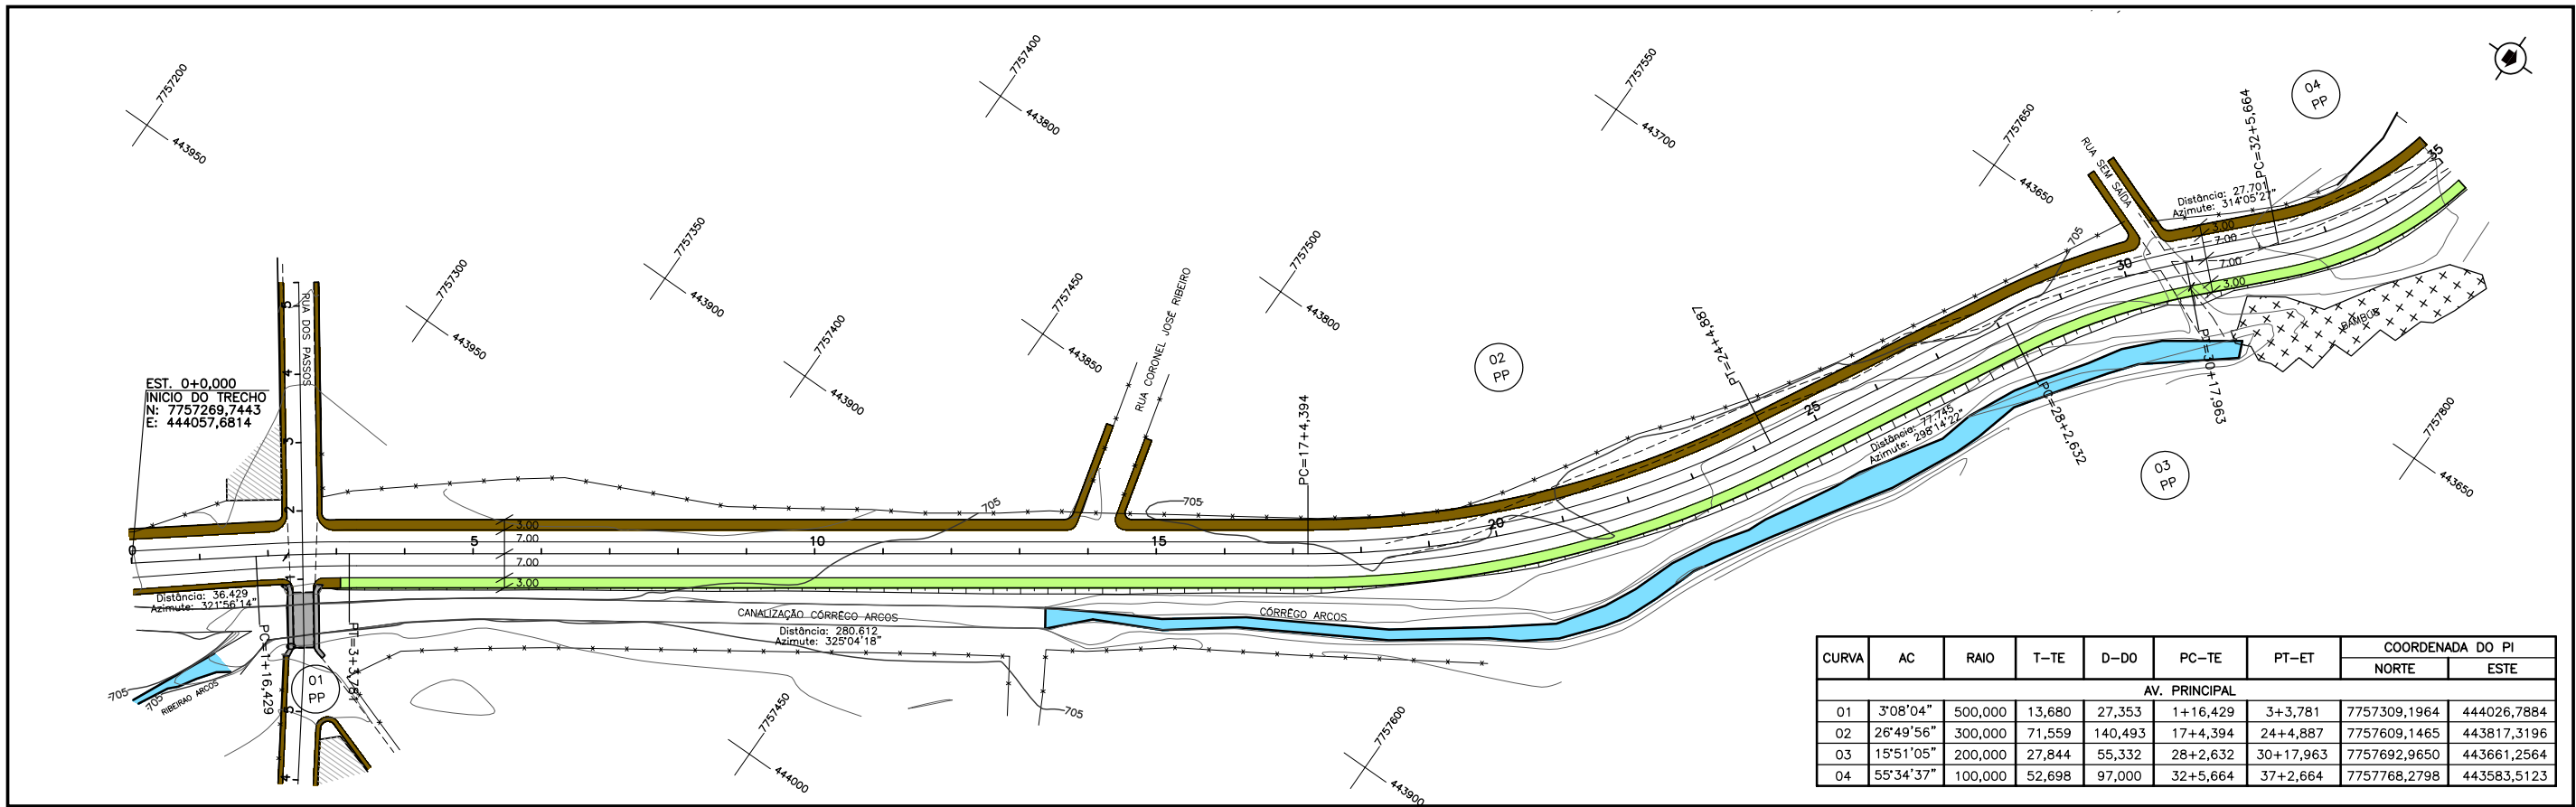 7757200
443950
7757300
443950
7757350
443900
7757400
443900
7757400
443800
7757450
443850
7757500
443800
7757550
443700
7757650
443650
7757800
443650
7757450
444000
7757600
443900
EST. 0+0,000
INICIO DO TRECHO
N: 7757269,7443
E: 444057,6814
RUA DOS PASSOS
5
4
3
2
1
3
4
0
5
10
15
20
25
30
35
3.00
7.00
7.00
3.00
Distância: 36.429
Azimute: 321°56'14"
PC=1+16,429
PT=3+3,781
01
PP
705
705
RIBEIRAO ARCOS
CANALIZAÇÃO CÓRREGO ARCOS
Distância: 280.612
Azimute: 325°04'18"
CÓRREGO ARCOS
705
705
705
RUA CORONEL JOSÉ RIBEIRO
PC=17+4,394
02
PP
PT=24+4,887
Distância: 77.745
Azimute: 298°14'22"
PC=28+2,632
03
PP
PT=30+17,963
705
RUA SEM SAÍDA
Distância: 27.701
Azimute: 314°05'27"
PC=32+5,664
04
PP
3.00
7.00
7.00
3.00
BAMBUS
CURVA AC RAIO T-TE D-D0 PC-TE PT-ET COORDENADA DO PI
NORTE ESTE
AV. PRINCIPAL
01 3°08'04" 500,000 13,680 27,353 1+16,429 3+3,781 7757309,1964 444026,7884
02 26°49'56" 300,000 71,559 140,493 17+4,394 24+4,887 7757609,1465 443817,3196
03 15°51'05" 200,000 27,844 55,332 28+2,632 30+17,963 7757692,9650 443661,2564
04 55°34'37" 100,000 52,698 97,000 32+5,664 37+2,664 7757768,2798 443583,5123